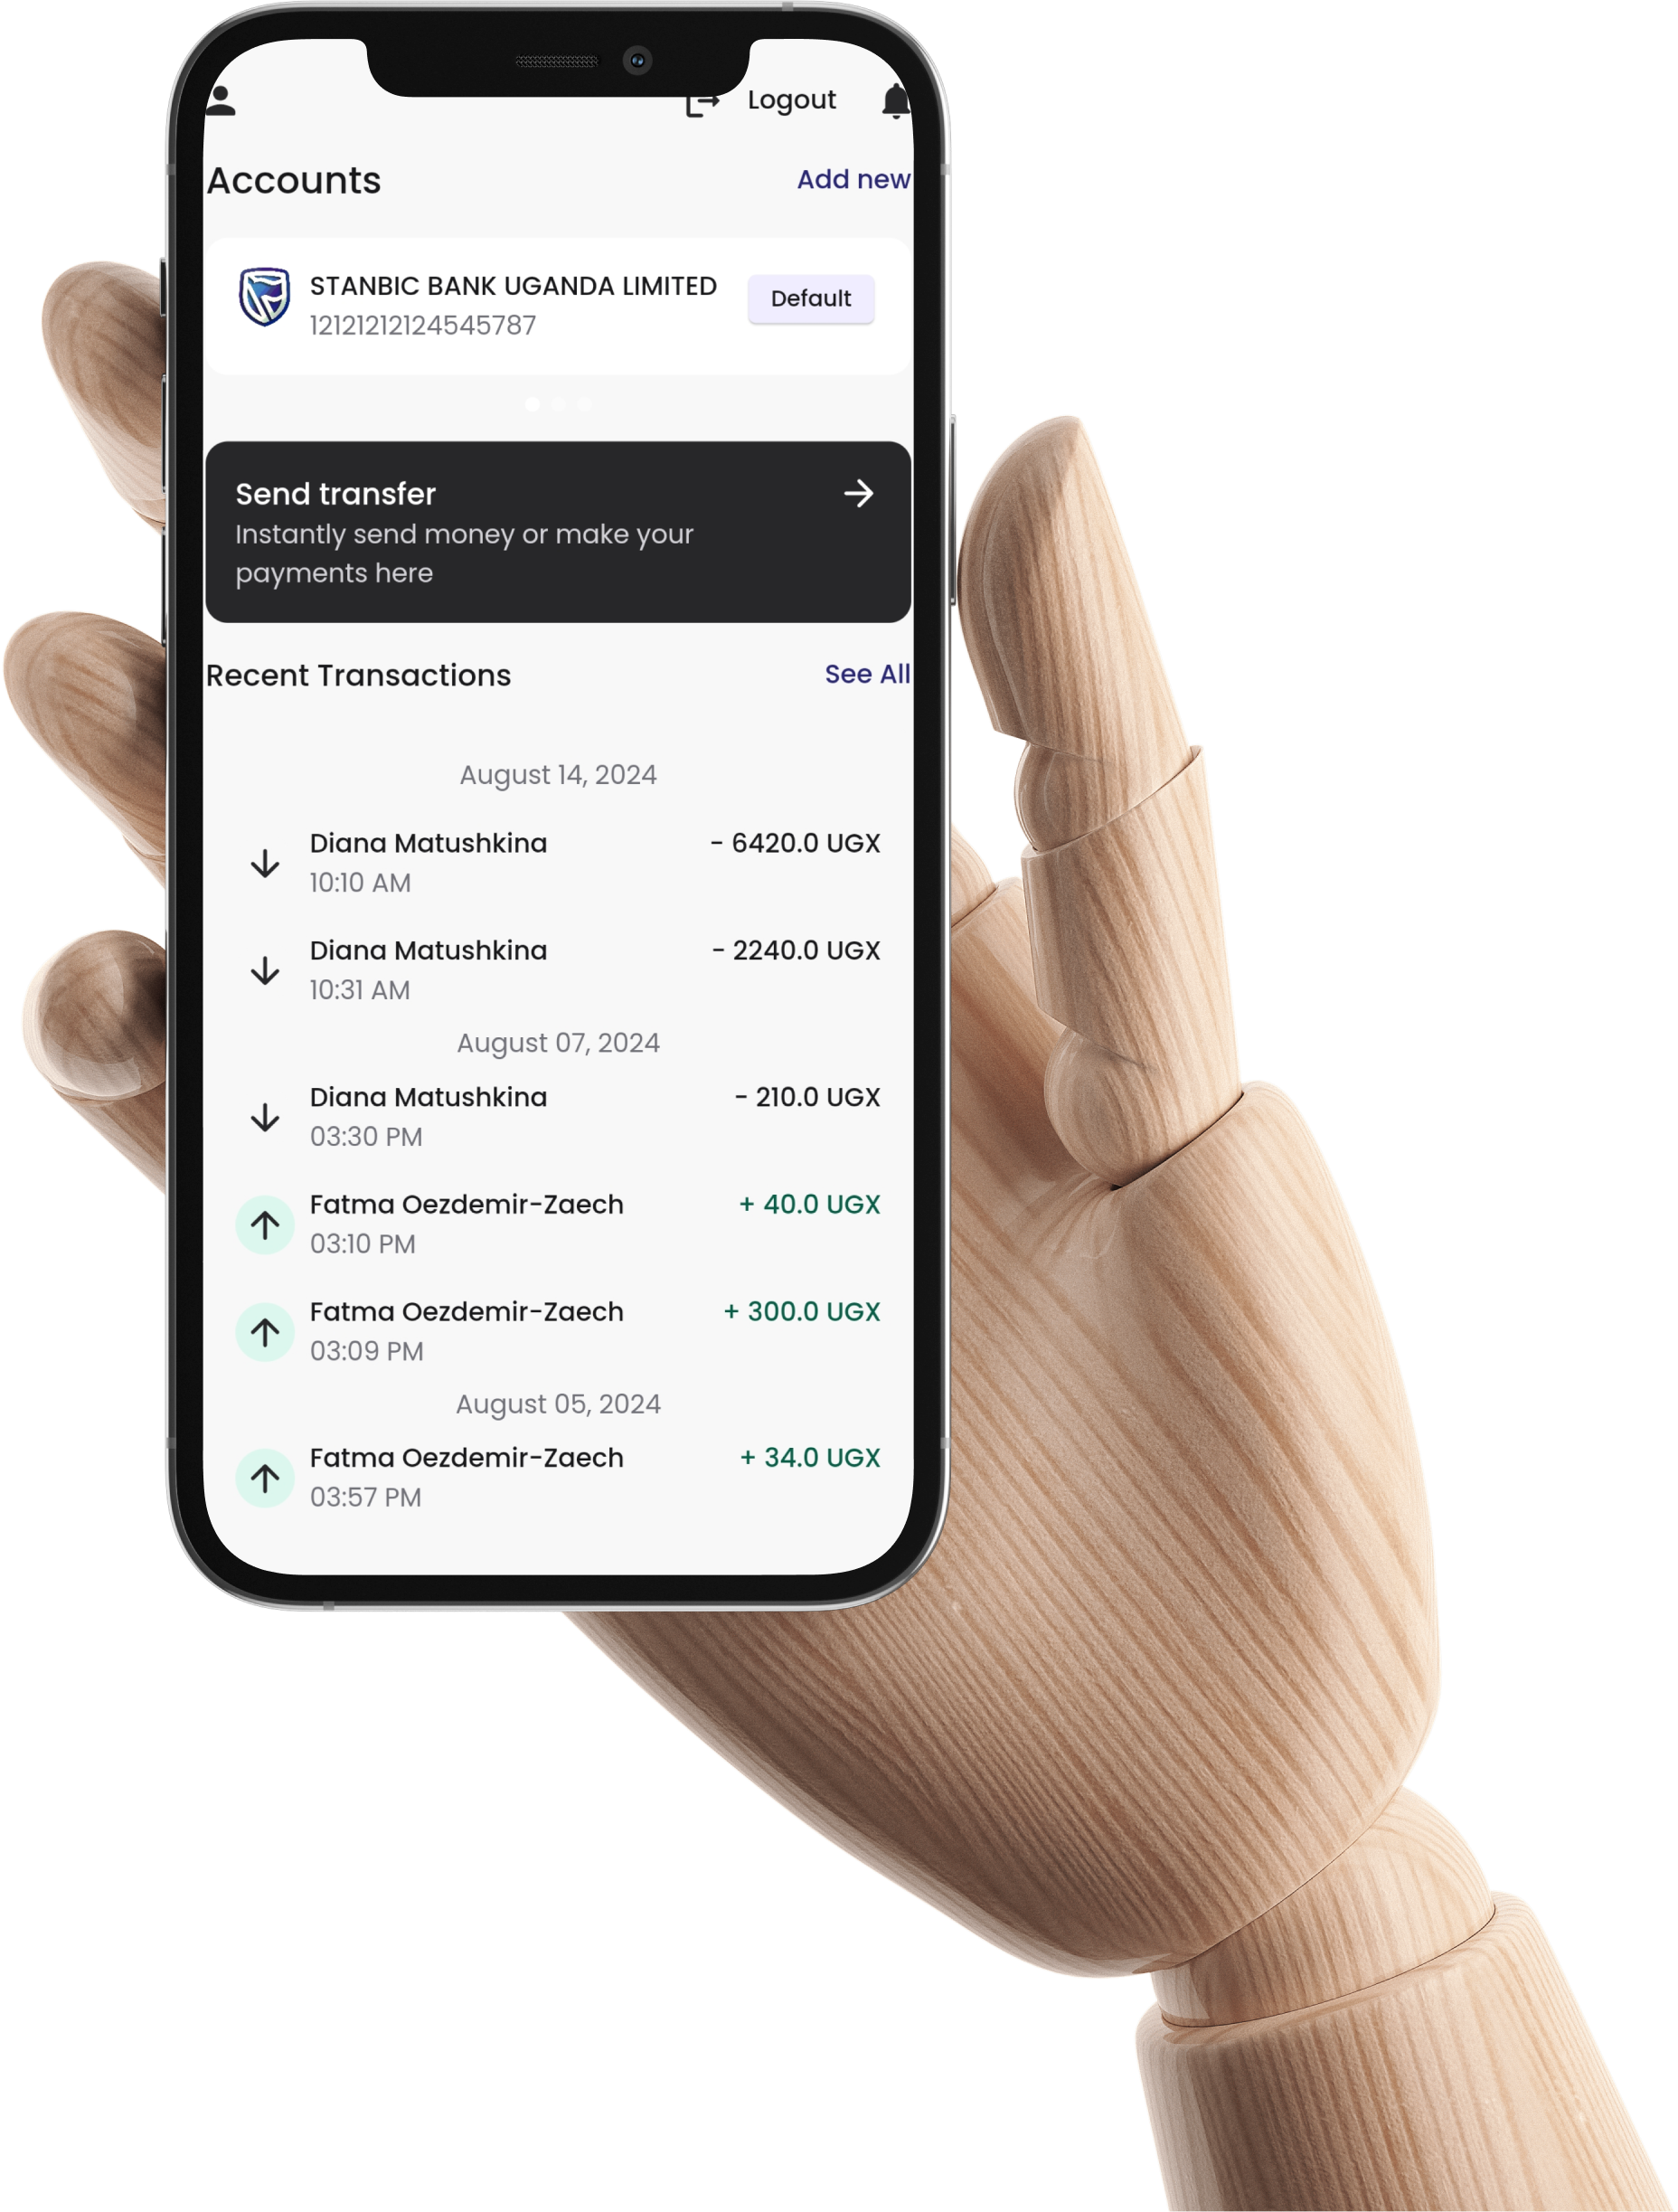 Logout
Accounts
Add new
STANBIC BANK UGANDA LIMITED
Default
12121212124545787
Send transfer
Instantly send money or make your
payments here
Recent Transactions
See All
August 14, 2024
Diana Matushkina
- 6420.0 UGX
10:10 AM
Diana Matushkina
- 2240.0 UGX
10:31 AM
August 07, 2024
Diana Matushkina
- 210.0 UGX
03:30 PM
Fatma Oezdemir-Zaech
+ 40.0 UGX
03:10 PM
Fatma Oezdemir-Zaech
+ 300.0 UGX
03:09 PM
August 05, 2024
Fatma Oezdemir-Zaech
+ 34.0 UGX
03:57 PM